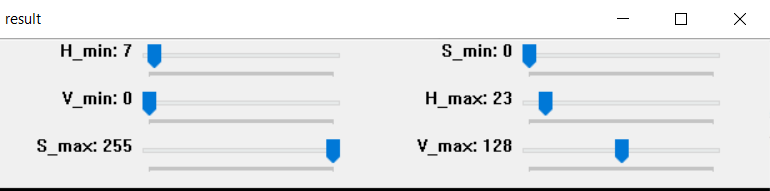 result
H_min: 7 S_min: 0
V_min: 0 H_max: 23
S_max: 255 V_max: 128